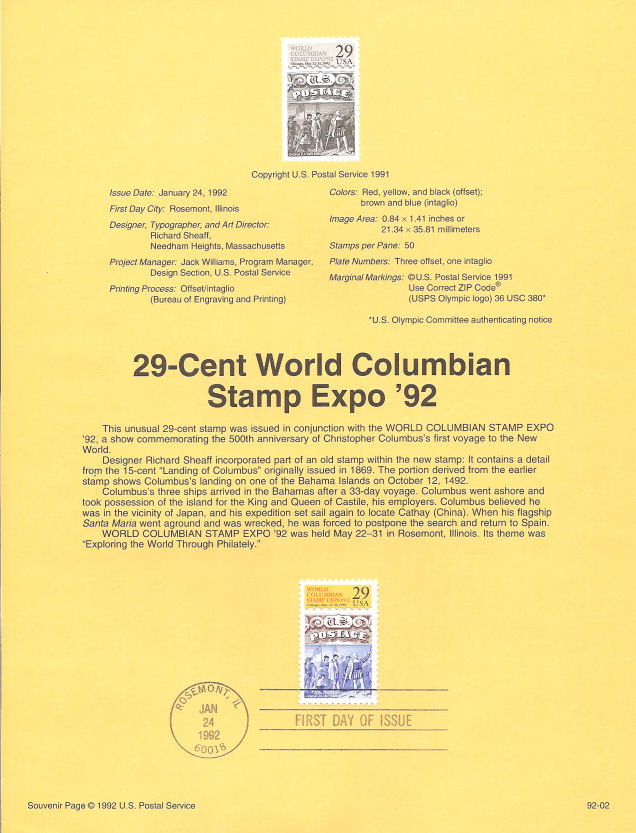 WORLD
COLUMBIAN
STAMP EXPO '92
29
USA
U.S.
POSTAGE
Copyright U.S. Postal Service 1991
Issue Date: January 24, 1992
First Day City: Rosemont, Illinois
Designer, Typographer, and Art Director:
Richard Sheaff,
Needham Heights, Massachusetts
Project Manager: Jack Williams, Program Manager,
Design Section, U.S. Postal Service
Printing Process: Offset/intaglio
(Bureau of Engraving and Printing)
Colors: Red, yellow, and black (offset);
brown and blue (intaglio)
Image Area: 0.84 × 1.41 inches or
21.34 × 35.81 millimeters
Stamps per Pane: 50
Plate Numbers: Three offset, one intaglio
Marginal Markings: ©U.S. Postal Service 1991
Use Correct ZIP Code®
(USPS Olympic logo) 36 USC 380*
*U.S. Olympic Committee authenticating notice
29-Cent World Columbian
Stamp Expo ’92
This unusual 29-cent stamp was issued in conjunction with the WORLD COLUMBIAN STAMP EXPO
’92, a show commemorating the 500th anniversary of Christopher Columbus’s first voyage to the New
World.
Designer Richard Sheaff incorporated part of an old stamp within the new stamp: It contains a detail
from the 15-cent “Landing of Columbus” originally issued in 1869. The portion derived from the earlier
stamp shows Columbus’s landing on one of the Bahama Islands on October 12, 1492.
Columbus’s three ships arrived in the Bahamas after a 33-day voyage. Columbus went ashore and
took possession of the island for the King and Queen of Castile, his employers. Columbus believed he
was in the vicinity of Japan, and his expedition set sail again to locate Cathay (China). When his flagship
Santa Maria went aground and was wrecked, he was forced to postpone the search and return to Spain.
WORLD COLUMBIAN STAMP EXPO ’92 was held May 22–31 in Rosemont, Illinois. Its theme was
“Exploring the World Through Philately.”
WORLD
COLUMBIAN
STAMP EXPO '92
29
USA
U.S.
POSTAGE
ROSEMONT, IL
JAN
24
1992
60018
FIRST DAY OF ISSUE
Souvenir Page © 1992 U.S. Postal Service
92-02